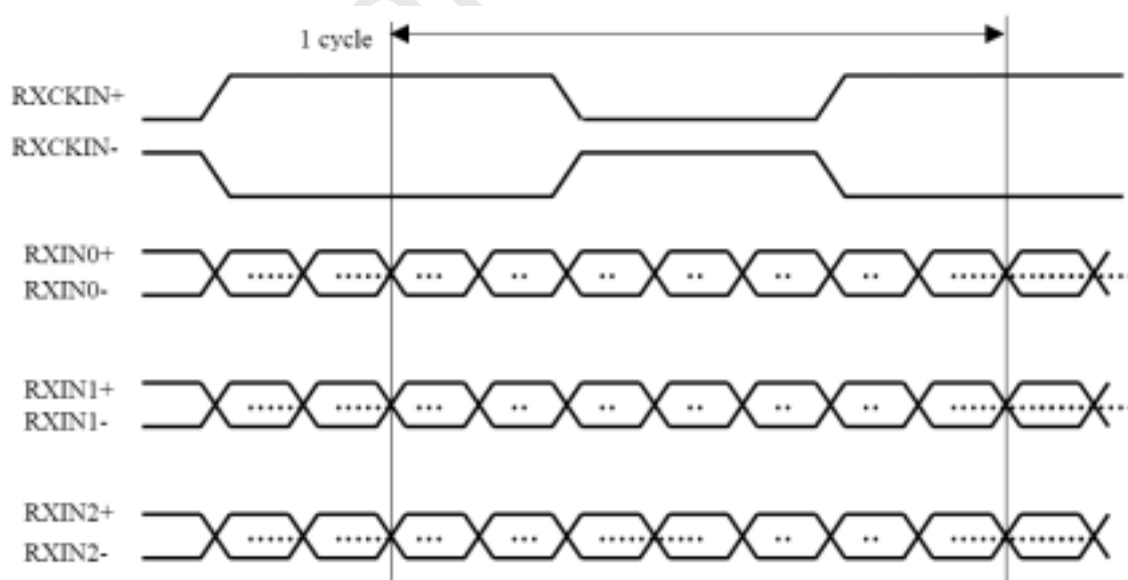 1 cycle
RXCKIN+
RXCKIN-
RXIN0+
RXIN0-
RXIN1+
RXIN1-
RXIN2+
RXIN2-